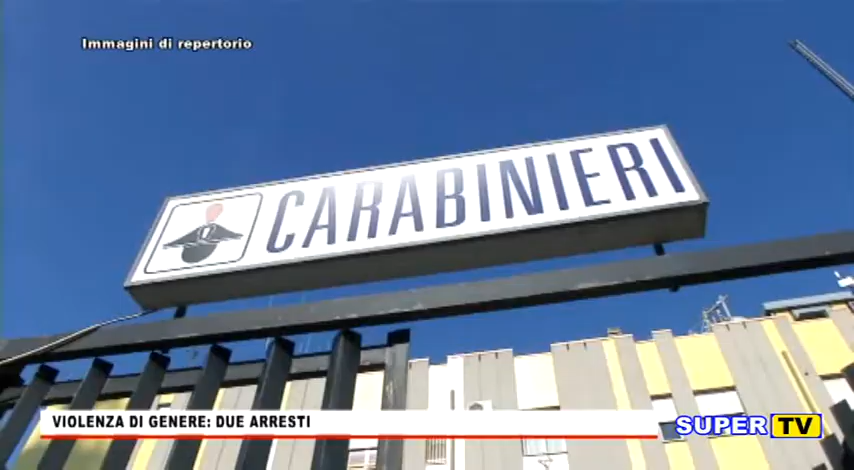 Immagini di repertorio
CARABINIERI
VIOLENZA DI GENERE: DUE ARRESTI
SUPER TV